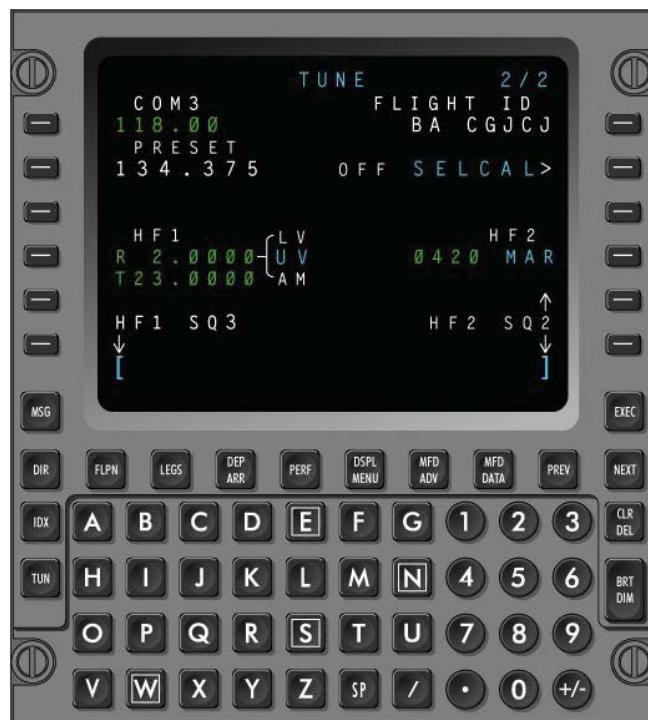 TUNE 2/2
COM3 FLIGHT ID
118.00 BA CGJCJ
PRESET
134.375 OFF SELCAL>
HF1 LV HF2
R 2.0000 UV 0420 MAR
T23.0000 AM
↑
HF1 SQ3 HF2 SQ2
↓ ↓
[ ]
MSG EXEC
DIR FLPN LEGS DEP ARR PERF DSPL MENU MFD ADV MFD DATA PREV NEXT
IDX A B C D E F G 1 2 3 CLR DEL
TUN H I J K L M N 4 5 6 BRT DIM
O P Q R S T U 7 8 9
V W X Y Z SP / . 0 +/-